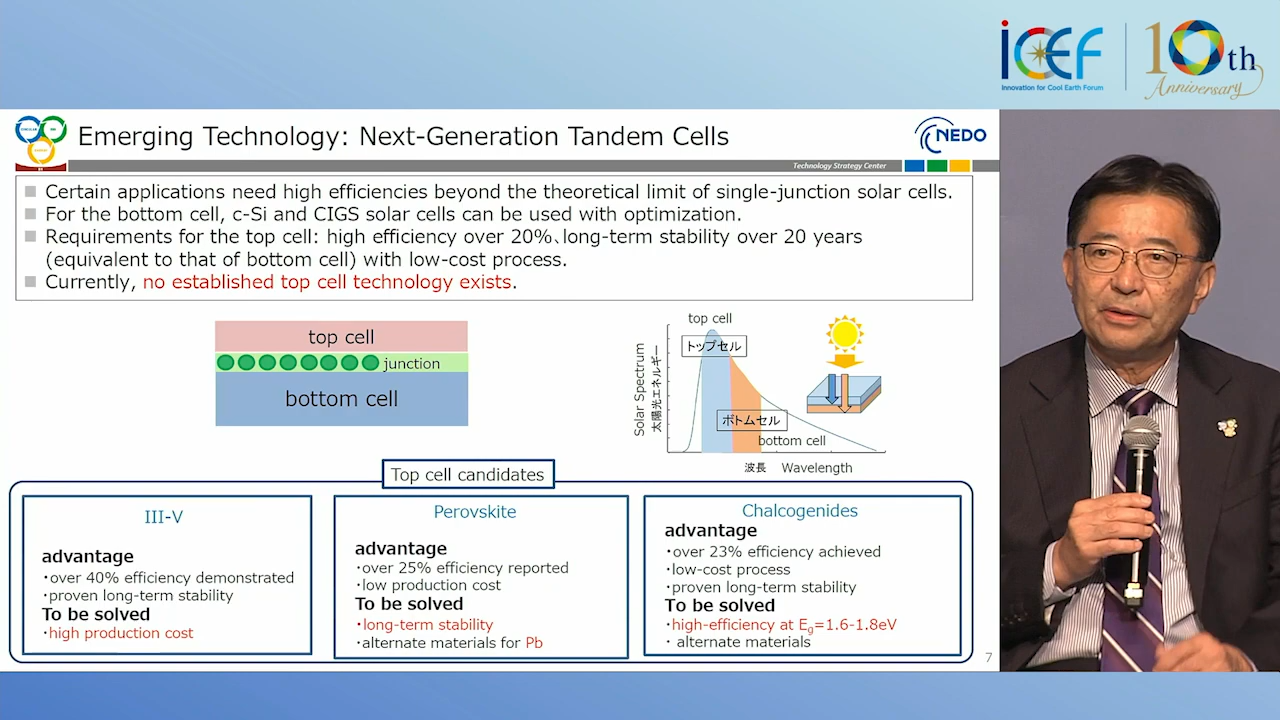 ICEF
Innovation for Cool Earth Forum
10th
Anniversary
Emerging Technology: Next-Generation Tandem Cells
NEDO
Technology Strategy Center
Certain applications need high efficiencies beyond the theoretical limit of single-junction solar cells.
For the bottom cell, c-Si and CIGS solar cells can be used with optimization.
Requirements for the top cell: high efficiency over 20%、long-term stability over 20 years
(equivalent to that of bottom cell) with low-cost process.
Currently, no established top cell technology exists.
top cell
junction
bottom cell
top cell
トップセル
Solar Spectrum
太陽光エネルギー
ボトムセル
bottom cell
波長 Wavelength
Top cell candidates
III-V
advantage
・over 40% efficiency demonstrated
・proven long-term stability
To be solved
・high production cost
Perovskite
advantage
・over 25% efficiency reported
・low production cost
To be solved
・long-term stability
・alternate materials for Pb
Chalcogenides
advantage
・over 23% efficiency achieved
・low-cost process
・proven long-term stability
To be solved
・high-efficiency at Eg=1.6-1.8eV
・ alternate materials
7